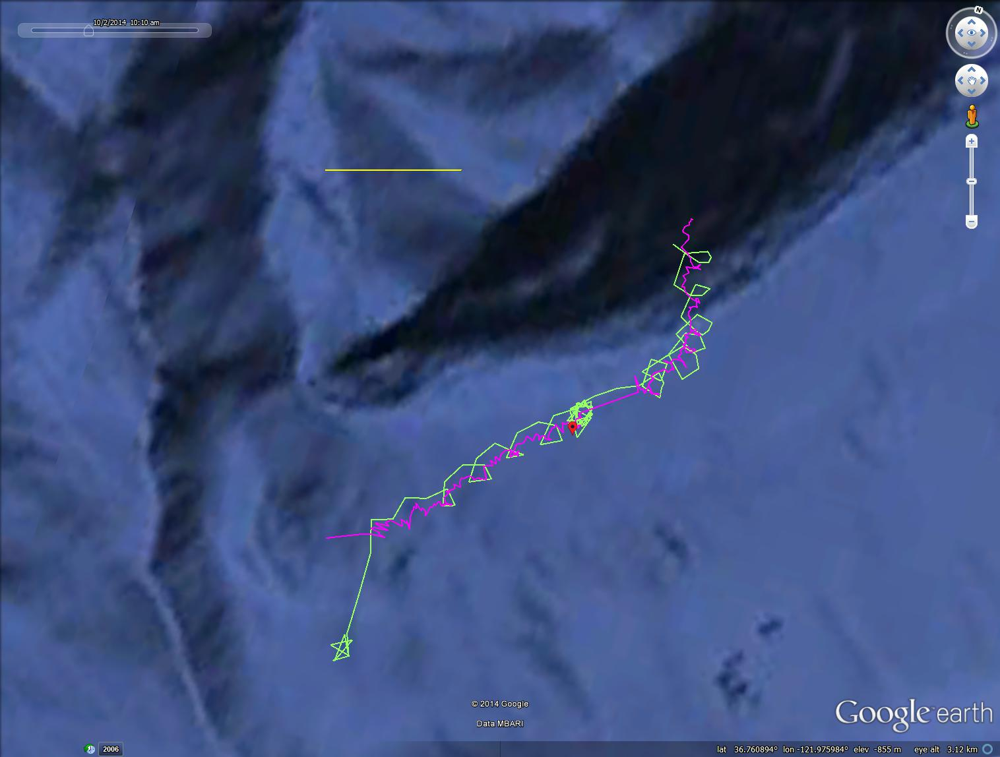 10/2/2014 10:10 am
N
© 2014 Google
Data MBARI
Google earth
2006
lat 36.760894° lon -121.975984° elev -855 m eye alt 3.12 km